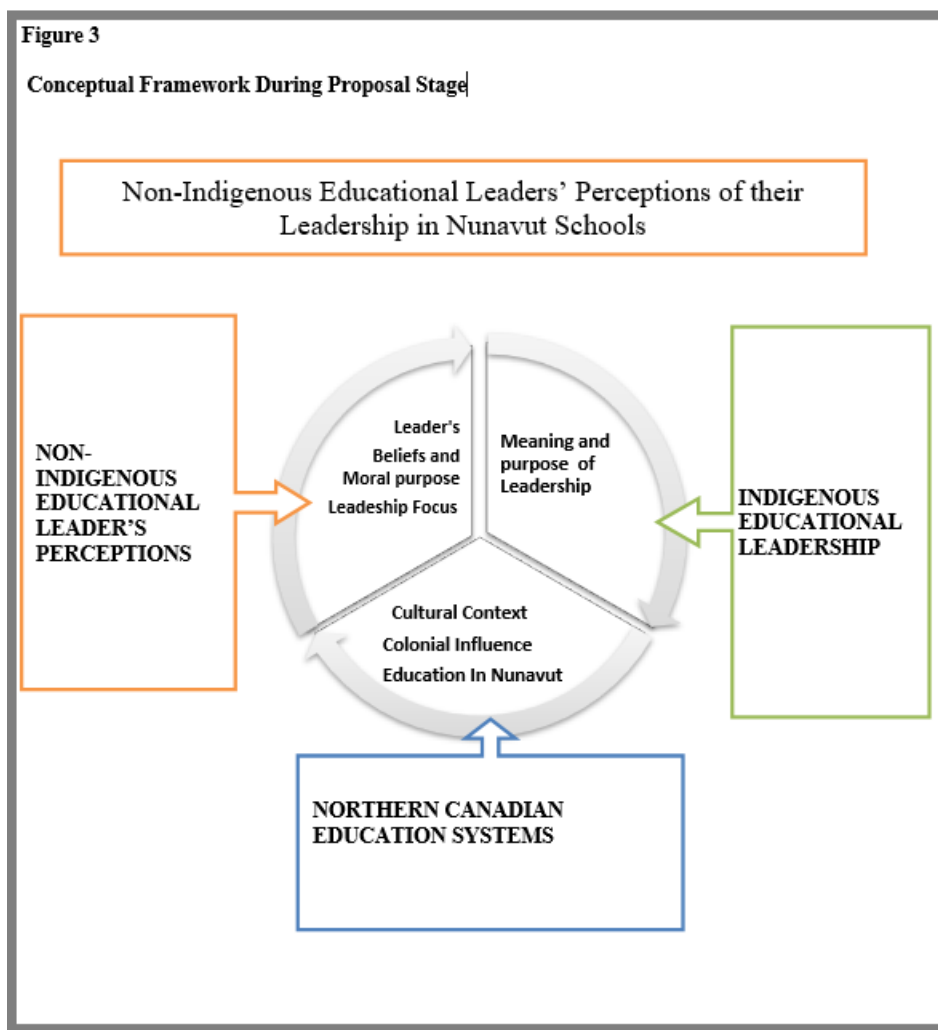 Figure 3
Conceptual Framework During Proposal Stage
Non-Indigenous Educational Leaders’ Perceptions of their
Leadership in Nunavut Schools
NON-
INDIGENOUS
EDUCATIONAL
LEADER’S
PERCEPTIONS
Leader's
Beliefs and
Moral purpose
Leadeship Focus
Meaning and
purpose of
Leadership
INDIGENOUS
EDUCATIONAL
LEADERSHIP
Cultural Context
Colonial Influence
Education In Nunavut
NORTHERN CANADIAN
EDUCATION SYSTEMS